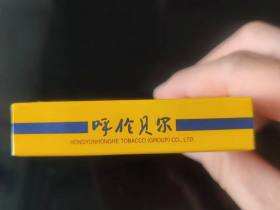 呼伦贝尔
HONGYUNHONGHE TOBACCO (GROUP) CO., LTD.